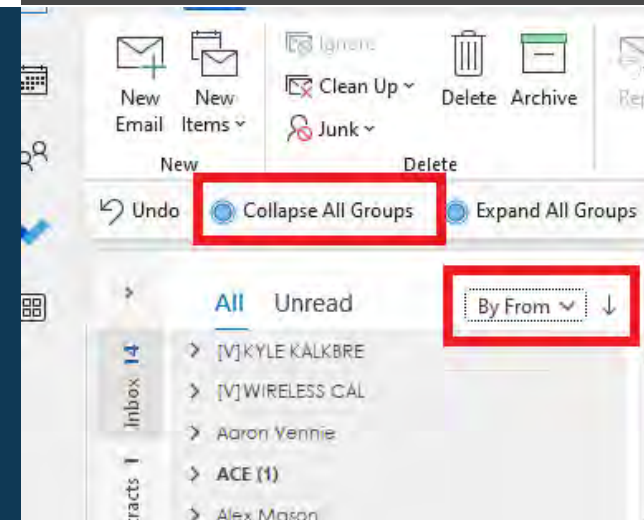 Ignore
Clean Up
New Email
New Items
Junk
Delete
Archive
New
Delete
Undo
Collapse All Groups
Expand All Groups
All
Unread
By From
Inbox 14
[V]KYLE KALKBRE
[V]WIRELESS CAL
Aaron Vennie
ACE (1)
Alex Mason